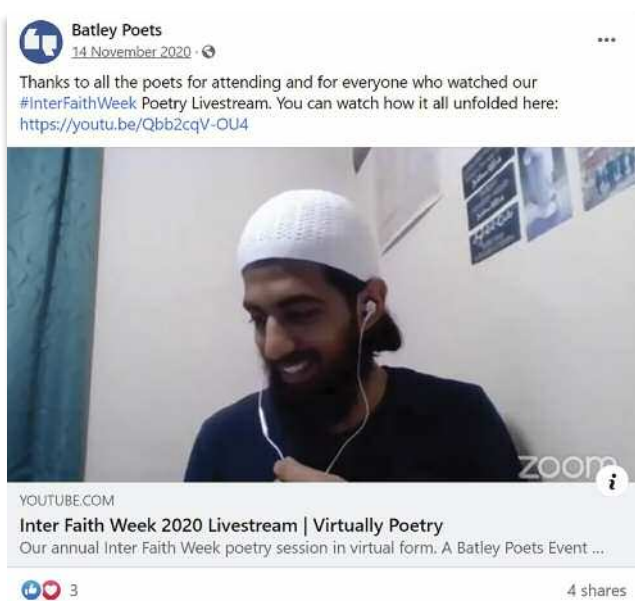 Batley Poets
14 November 2020 ·
...
Thanks to all the poets for attending and for everyone who watched our
#InterFaithWeek Poetry Livestream. You can watch how it all unfolded here:
https://youtu.be/Qbb2cqV-OU4
zoom
i
YOUTUBE.COM
Inter Faith Week 2020 Livestream | Virtually Poetry
Our annual Inter Faith Week poetry session in virtual form. A Batley Poets Event ...
3
4 shares